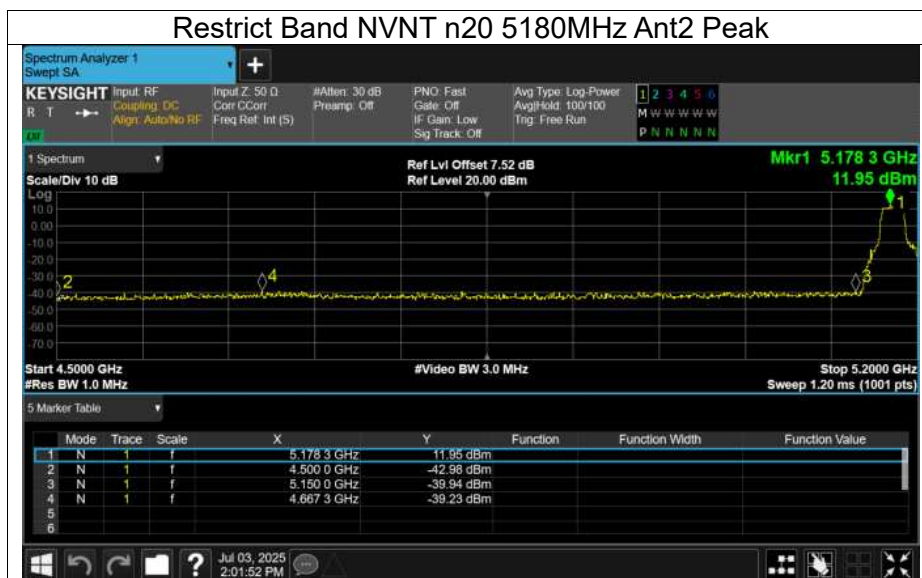 Restrict Band NVNT n20 5180MHz Ant2 Peak
Spectrum Analyzer 1
Swept SA
+
KEYSIGHT Input: RF Input Z: 50 Ω #Atten: 30 dB PNO: Fast Avg Type: Log-Power 1 2 3 4 5 6
R T Coupling: DC Corr CCorr Preamp: Off Gate: Off Avg|Hold: 100/100 M W W W W W
Align: Auto/No RF Freq Ref: Int (S) IF Gain: Low Trig: Free Run
Sig Track: Off P N N N N N
1 Spectrum Ref Lvl Offset 7.52 dB Mkr1 5.178 3 GHz
Scale/Div 10 dB Ref Level 20.00 dBm 11.95 dBm
Log
10.0
0.00
-10.0
-20.0
-30.0
-40.0
-50.0
-60.0
-70.0
1
2
4
3
Start 4.5000 GHz #Video BW 3.0 MHz Stop 5.2000 GHz
#Res BW 1.0 MHz Sweep 1.20 ms (1001 pts)
5 Marker Table
Mode Trace Scale X Y Function Function Width Function Value
1 N 1 f 5.178 3 GHz 11.95 dBm
2 N 1 f 4.500 0 GHz -42.98 dBm
3 N 1 f 5.150 0 GHz -39.94 dBm
4 N 1 f 4.667 3 GHz -39.23 dBm
5
6
? Jul 03, 2025
2:01:52 PM